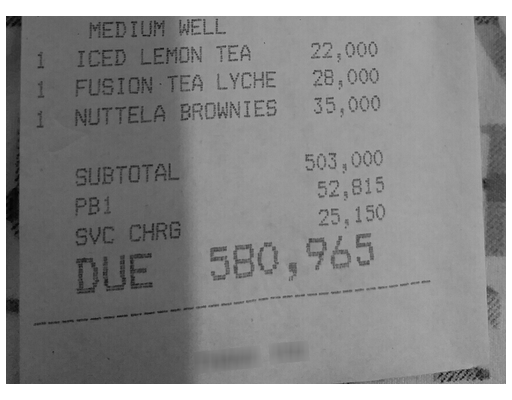 MEDIUM WELL
1 ICED LEMON TEA 22,000
1 FUSION TEA LYCHE 28,000
1 NUTTELA BROWNIES 35,000
SUBTOTAL 503,000
PB1 52,815
SVC CHRG 25,150
DUE 580,965